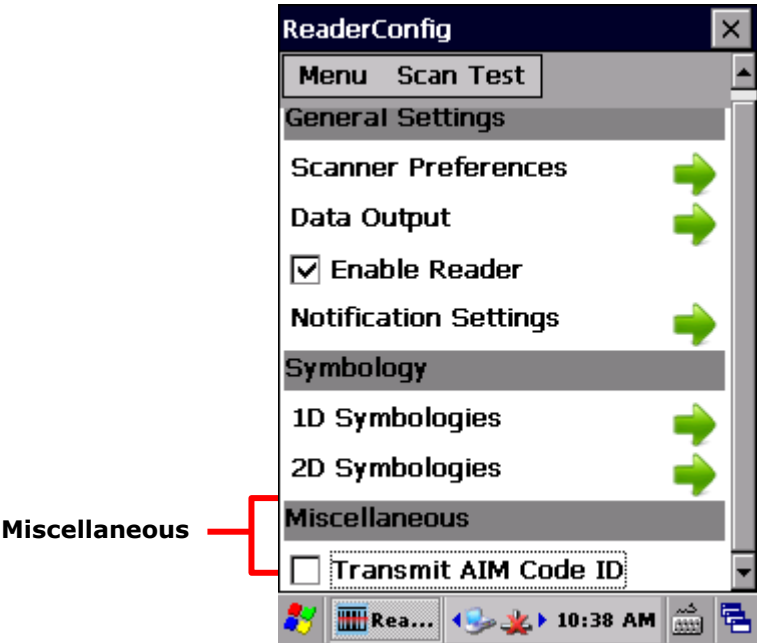 ReaderConfig
Menu Scan Test
General Settings
Scanner Preferences
Data Output
Enable Reader
Notification Settings
Symbology
1D Symbologies
2D Symbologies
Miscellaneous
Miscellaneous
Transmit AIM Code ID
Rea... 10:38 AM